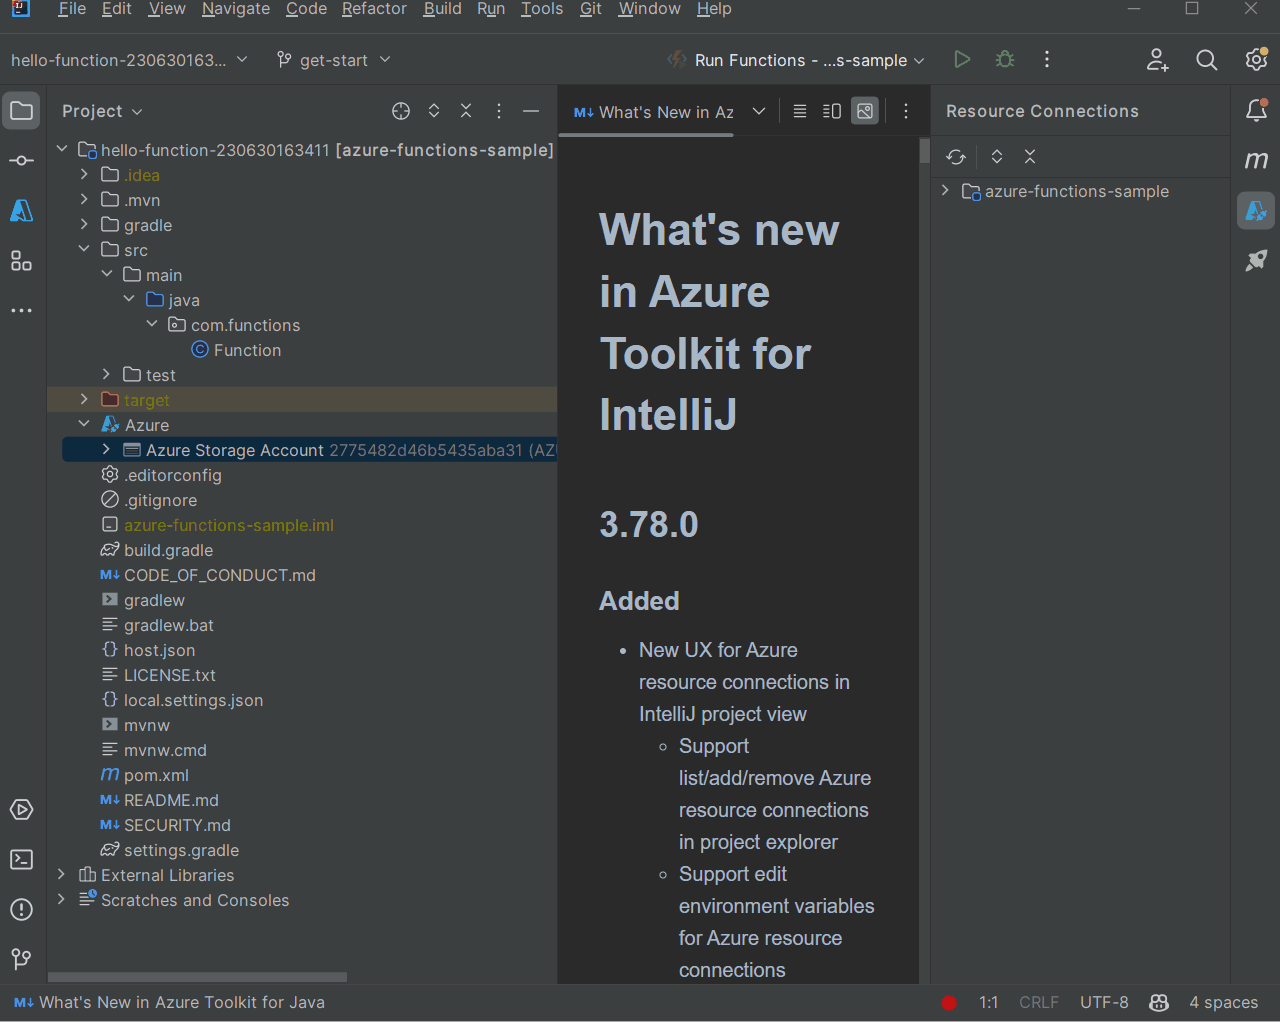 File Edit View Navigate Code Refactor Build Run Tools Git Window Help
hello-function-230630163... get-start Run Functions - ...s-sample
Project
What's New in Az
Resource Connections
hello-function-230630163411 [azure-functions-sample]
.idea
.mvn
gradle
src
main
java
com.functions
Function
test
target
Azure
Azure Storage Account 2775482d46b5435aba31 (AZU
.editorconfig
.gitignore
azure-functions-sample.iml
build.gradle
CODE_OF_CONDUCT.md
gradlew
gradlew.bat
host.json
LICENSE.txt
local.settings.json
mvnw
mvnw.cmd
pom.xml
README.md
SECURITY.md
settings.gradle
External Libraries
Scratches and Consoles
What's new
in Azure
Toolkit for
IntelliJ
3.78.0
Added
New UX for Azure
resource connections in
IntelliJ project view
Support
list/add/remove Azure
resource connections
in project explorer
Support edit
environment variables
for Azure resource
connections
azure-functions-sample
What's New in Azure Toolkit for Java
1:1 CRLF UTF-8 4 spaces